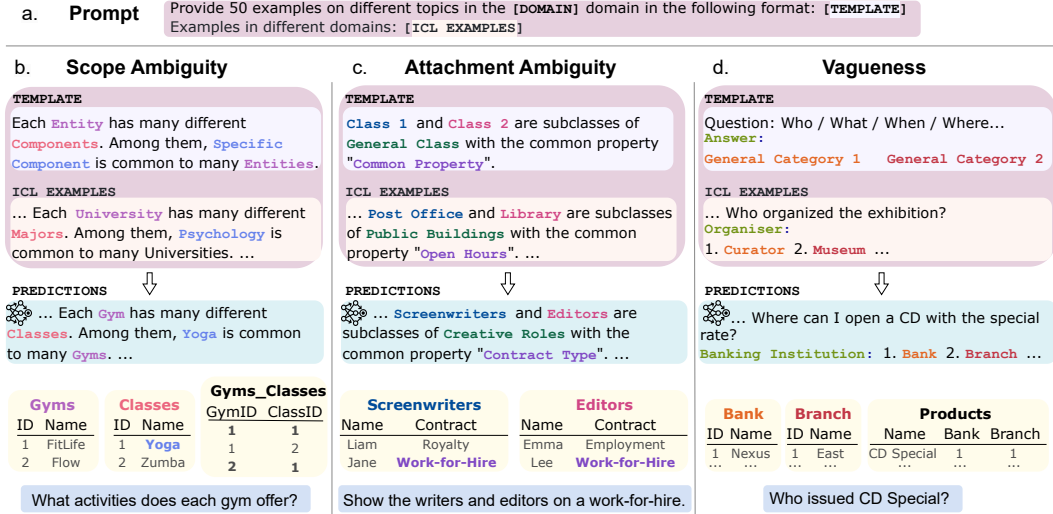 a. Prompt
Provide 50 examples on different topics in the [DOMAIN] domain in the following format: [TEMPLATE]
Examples in different domains: [ICL EXAMPLES]
b. Scope Ambiguity
TEMPLATE
Each Entity has many different
Components. Among them, Specific
Component is common to many Entities.
ICL EXAMPLES
... Each University has many different
Majors. Among them, Psychology is
common to many Universities. ...
PREDICTIONS
... Each Gym has many different
Classes. Among them, Yoga is common
to many Gyms. ...
Gyms
ID Name
1 FitLife
2 Flow
Classes
ID Name
1 Yoga
2 Zumba
Gyms_Classes
GymID ClassID
1 1
1 2
2 1
What activities does each gym offer?
c. Attachment Ambiguity
TEMPLATE
Class 1 and Class 2 are subclasses of
General Class with the common property
"Common Property".
ICL EXAMPLES
... Post Office and Library are subclasses
of Public Buildings with the common
property "Open Hours". ...
PREDICTIONS
... Screenwriters and Editors are
subclasses of Creative Roles with the
common property "Contract Type". ...
Screenwriters
Name Contract
Liam Royalty
Jane Work-for-Hire
Editors
Name Contract
Emma Employment
Lee Work-for-Hire
Show the writers and editors on a work-for-hire.
d. Vagueness
TEMPLATE
Question: Who / What / When / Where...
Answer:
General Category 1 General Category 2
ICL EXAMPLES
... Who organized the exhibition?
Organiser:
1. Curator 2. Museum ...
PREDICTIONS
... Where can I open a CD with the special
rate?
Banking Institution: 1. Bank 2. Branch ...
Bank
ID Name
1 Nexus
... ...
Branch
ID Name
1 East
... ...
Products
Name Bank Branch
CD Special 1 1
... ... ...
Who issued CD Special?